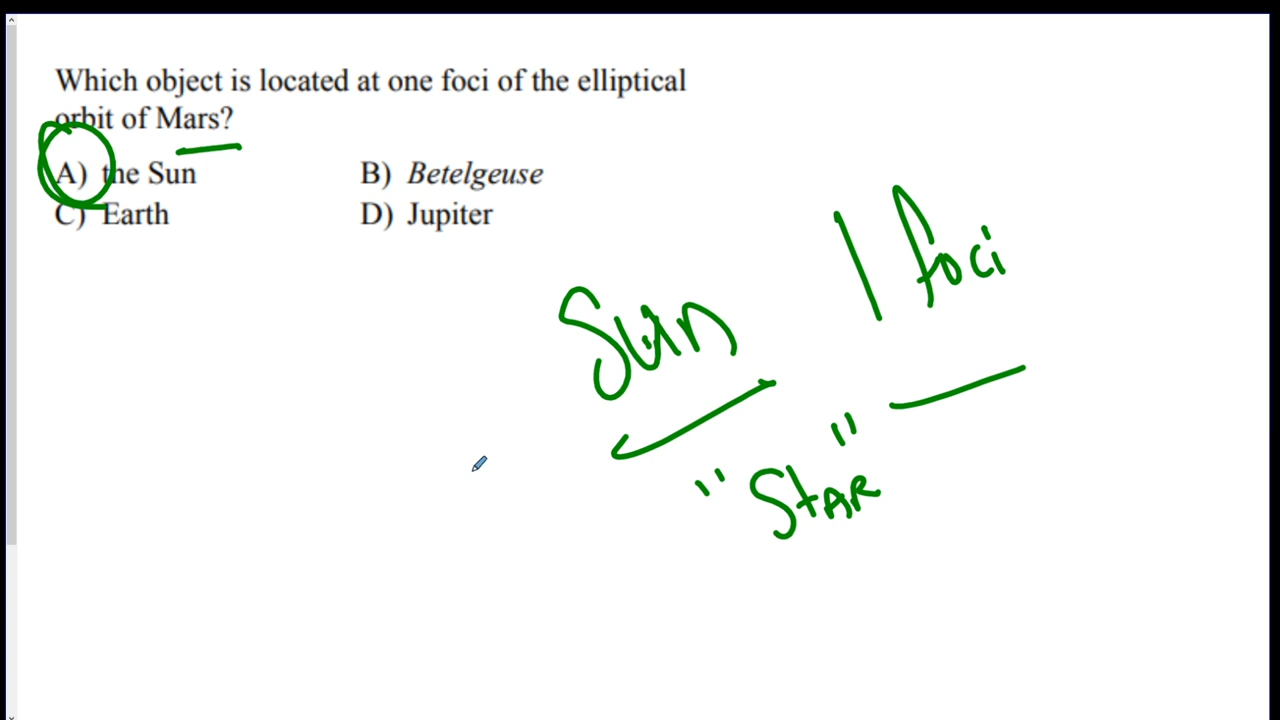 Which object is located at one foci of the elliptical
orbit of Mars?
A) the Sun B) Betelgeuse
C) Earth D) Jupiter
Sun 1 foci
"Star"